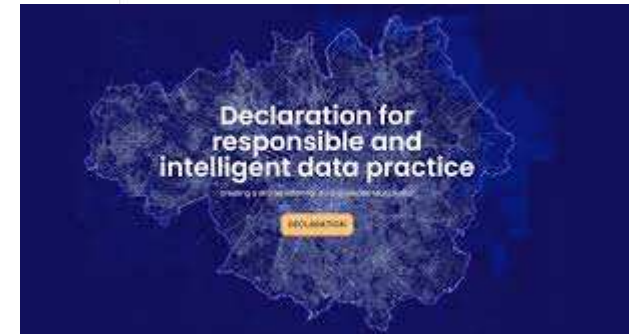 Declaration for
responsible and
intelligent data practice
DECLARATION